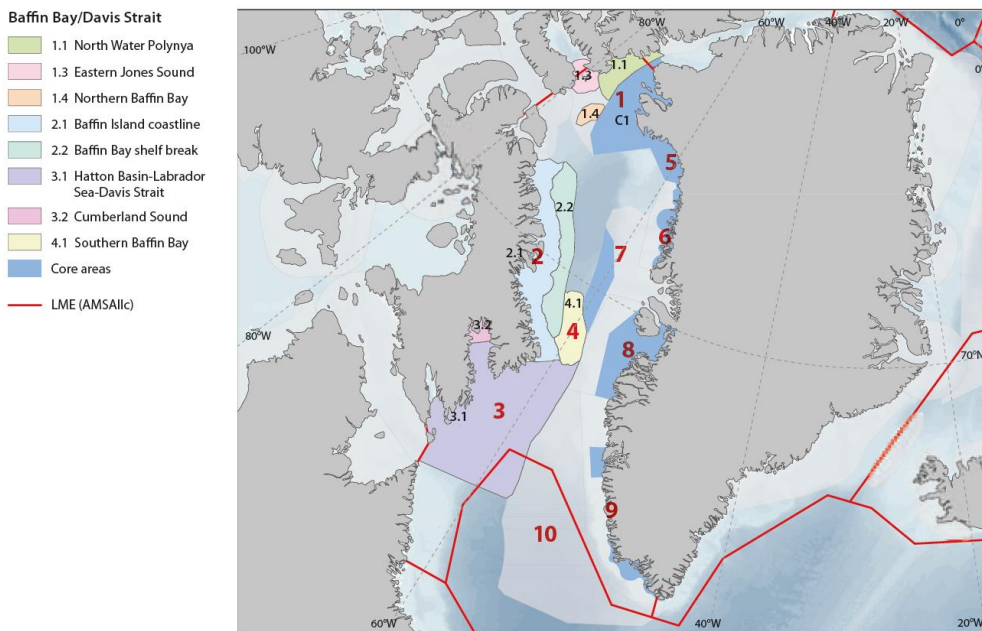 Baffin Bay/Davis Strait
1.1 North Water Polynya
1.3 Eastern Jones Sound
1.4 Northern Baffin Bay
2.1 Baffin Island coastline
2.2 Baffin Bay shelf break
3.1 Hatton Basin-Labrador
Sea-Davis Strait
3.2 Cumberland Sound
4.1 Southern Baffin Bay
Core areas
LME (AMSAIIc)
100°W
80°W
60°W
40°W
20°W
0°
0°
1.1
1.3
1
1.4
C1
5
2.2
6
2.1
2
7
4.1
3.2
4
8
80°W
70°N
3
3.1
9
10
60°W
40°W
20°W